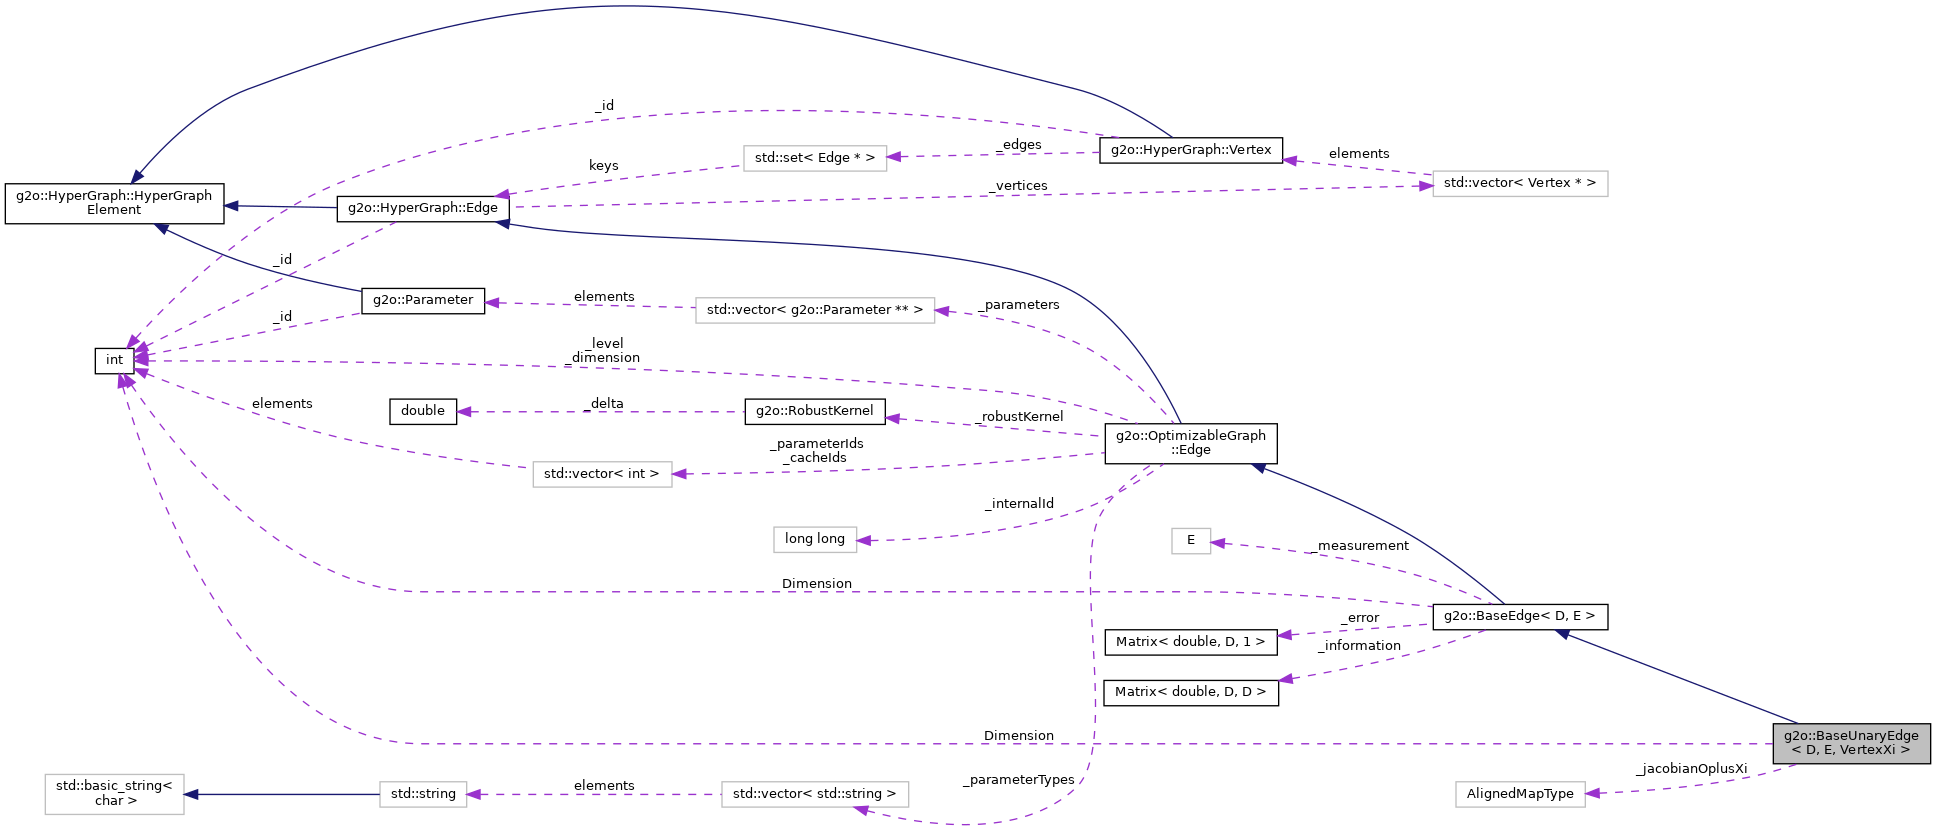 _id
g2o::HyperGraph::Vertex
_edges
std::set< Edge * >
elements
keys
std::vector< Vertex * >
_vertices
g2o::HyperGraph::HyperGraph
Element
g2o::HyperGraph::Edge
_id
g2o::Parameter
elements
std::vector< g2o::Parameter ** >
_parameters
_id
int
_level
_dimension
elements
double
_delta
g2o::RobustKernel
_robustKernel
g2o::OptimizableGraph
::Edge
_parameterIds
_cacheIds
std::vector< int >
_internalId
long long
E
_measurement
Dimension
g2o::BaseEdge< D, E >
_error
Matrix< double, D, 1 >
_information
Matrix< double, D, D >
Dimension
g2o::BaseUnaryEdge
< D, E, VertexXi >
_jacobianOplusXi
AlignedMapType
_parameterTypes
std::basic_string<
char >
std::string
elements
std::vector< std::string >